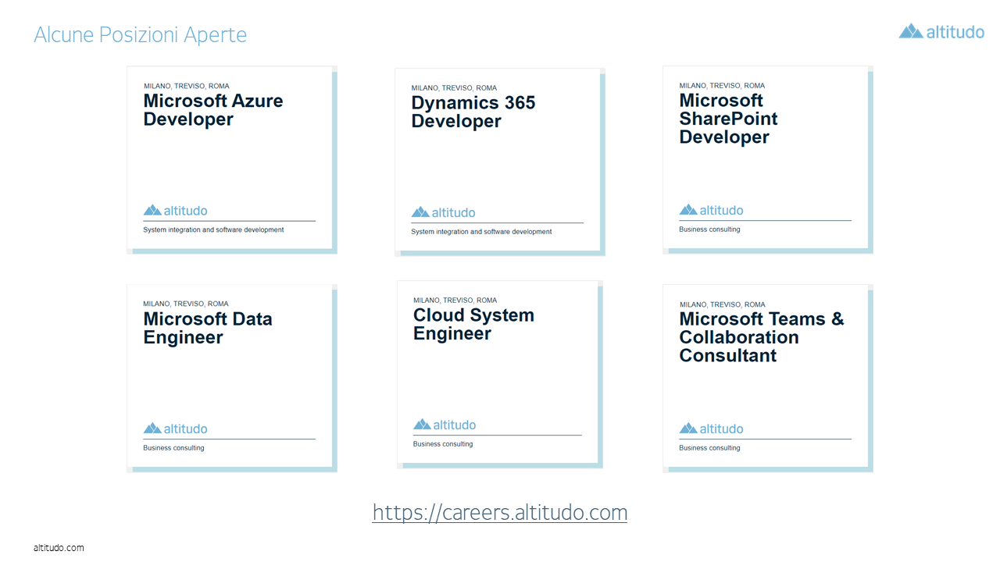 Alcune Posizioni Aperte
altitudo
MILANO, TREVISO, ROMA
Microsoft Azure
Developer
altitudo
System integration and software development
MILANO, TREVISO, ROMA
Dynamics 365
Developer
altitudo
System integration and software development
MILANO, TREVISO, ROMA
Microsoft
SharePoint
Developer
altitudo
Business consulting
MILANO, TREVISO, ROMA
Microsoft Data
Engineer
altitudo
Business consulting
MILANO, TREVISO, ROMA
Cloud System
Engineer
altitudo
Business consulting
MILANO, TREVISO, ROMA
Microsoft Teams &
Collaboration
Consultant
altitudo
Business consulting
https://careers.altitudo.com
altitudo.com